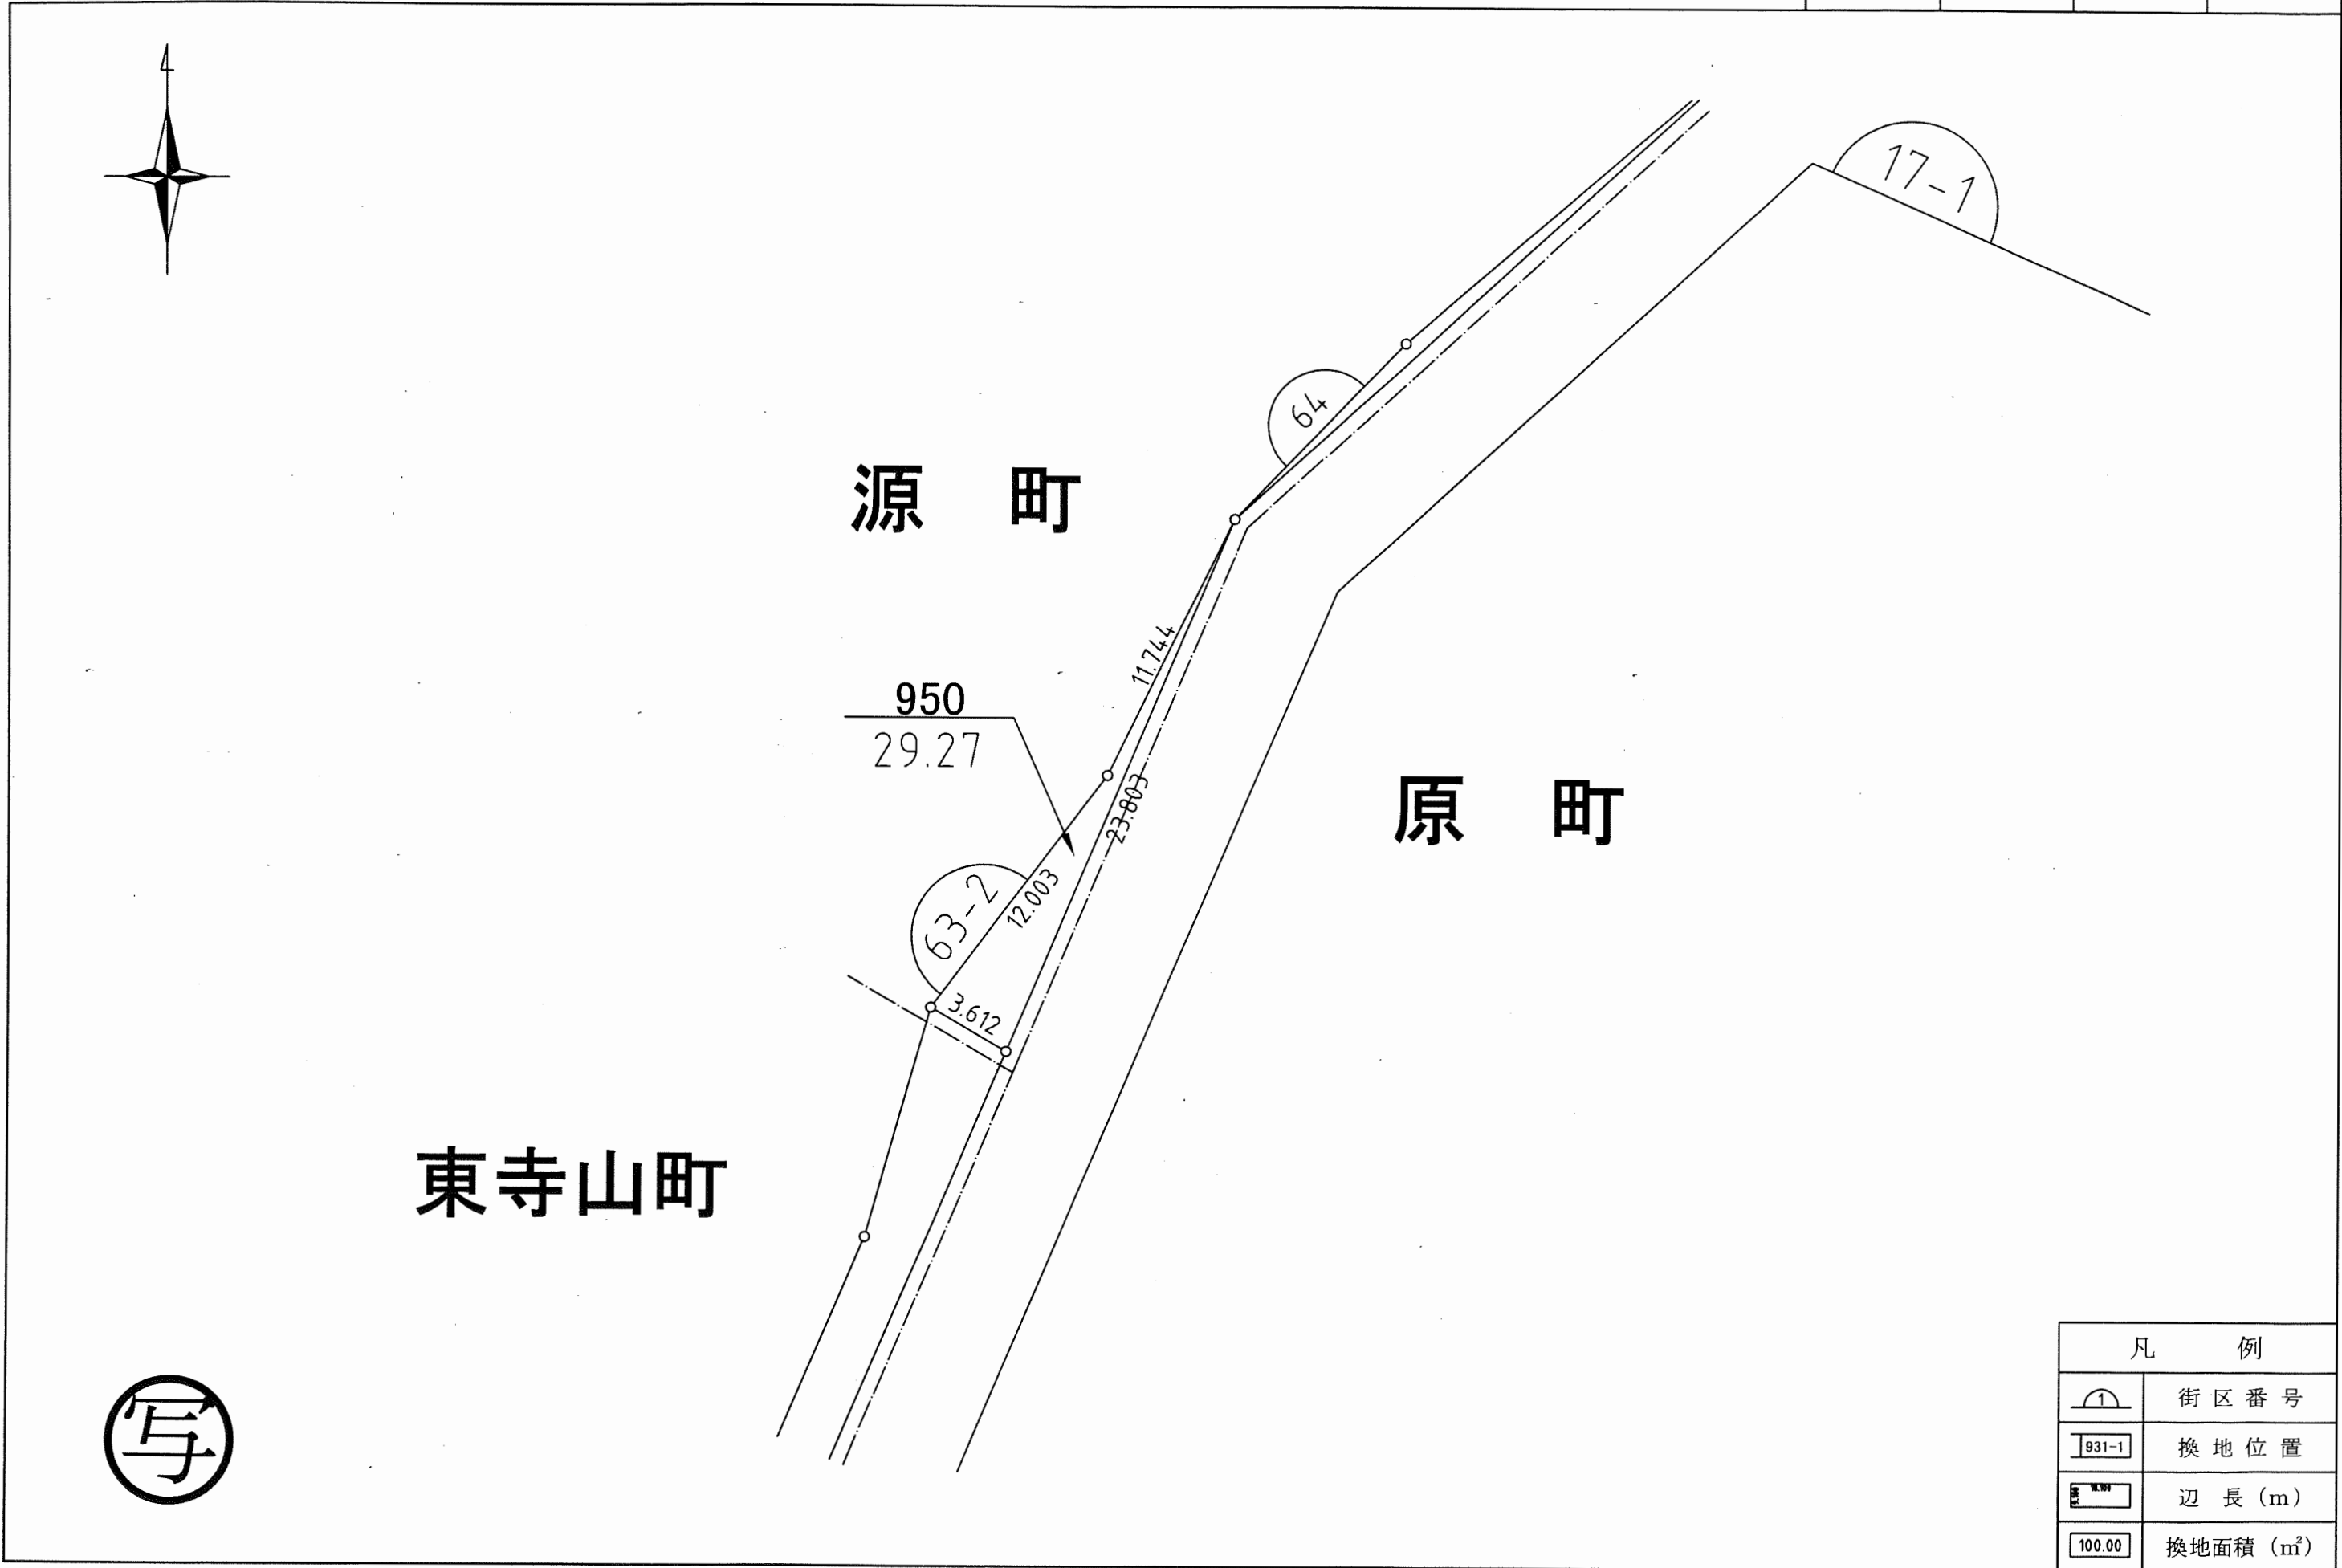 17-1
64
源 町
11.744
950
29.27
23.803
原 町
12.003
63-2
3.612
東寺山町
写
凡 例
1 街区番号
931-1 換地位置
辺 長 (m)
100.00 換地面積 (㎡)